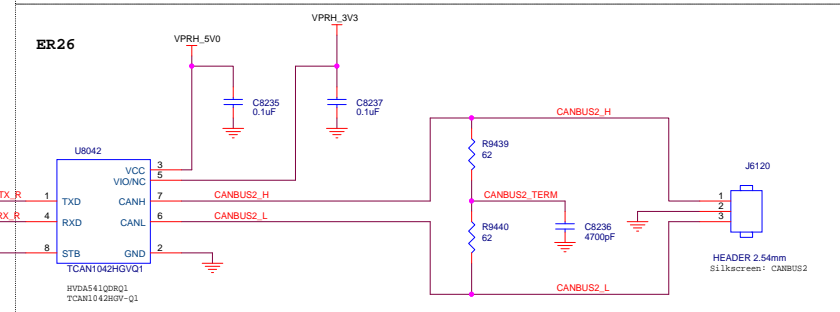 ER26
VPRH_5V0
VPRH_3V3
C8235
0.1uF
C8237
0.1uF
CANBUS2_H
R9439
62
U8042
J6120
VCC
3
VIO/NC
5
TX_R
1
TXD
CANH
7
CANBUS2_H
CANBUS2_TERM
1
2
3
RX_R
4
RXD
CANL
6
CANBUS2_L
R9440
62
C8236
4700pF
8
STB
GND
2
TCAN1042HGVQ1
HEADER 2.54mm
Silkscreen: CANBUS2
HVDA541QDRQ1
TCAN1042HGV-Q1
CANBUS2_L